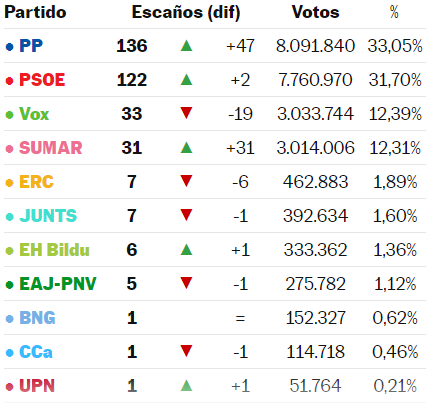 Partido Escaños (dif) Votos %
PP 136 ▲ +47 8.091.840 33,05%
PSOE 122 ▲ +2 7.760.970 31,70%
Vox 33 ▼ -19 3.033.744 12,39%
SUMAR 31 ▲ +31 3.014.006 12,31%
ERC 7 ▼ -6 462.883 1,89%
JUNTS 7 ▼ -1 392.634 1,60%
EH Bildu 6 ▲ +1 333.362 1,36%
EAJ-PNV 5 ▼ -1 275.782 1,12%
BNG 1 = 152.327 0,62%
CCa 1 ▼ -1 114.718 0,46%
UPN 1 ▲ +1 51.764 0,21%